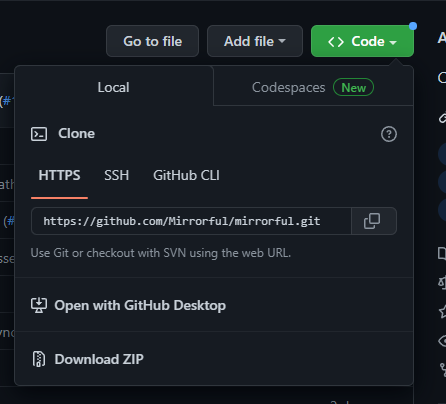 Go to file
Add file
Code
Local
Codespaces New
Clone
HTTPS
SSH
GitHub CLI
https://github.com/Mirrorful/mirrorful.git
Use Git or checkout with SVN using the web URL.
Open with GitHub Desktop
Download ZIP